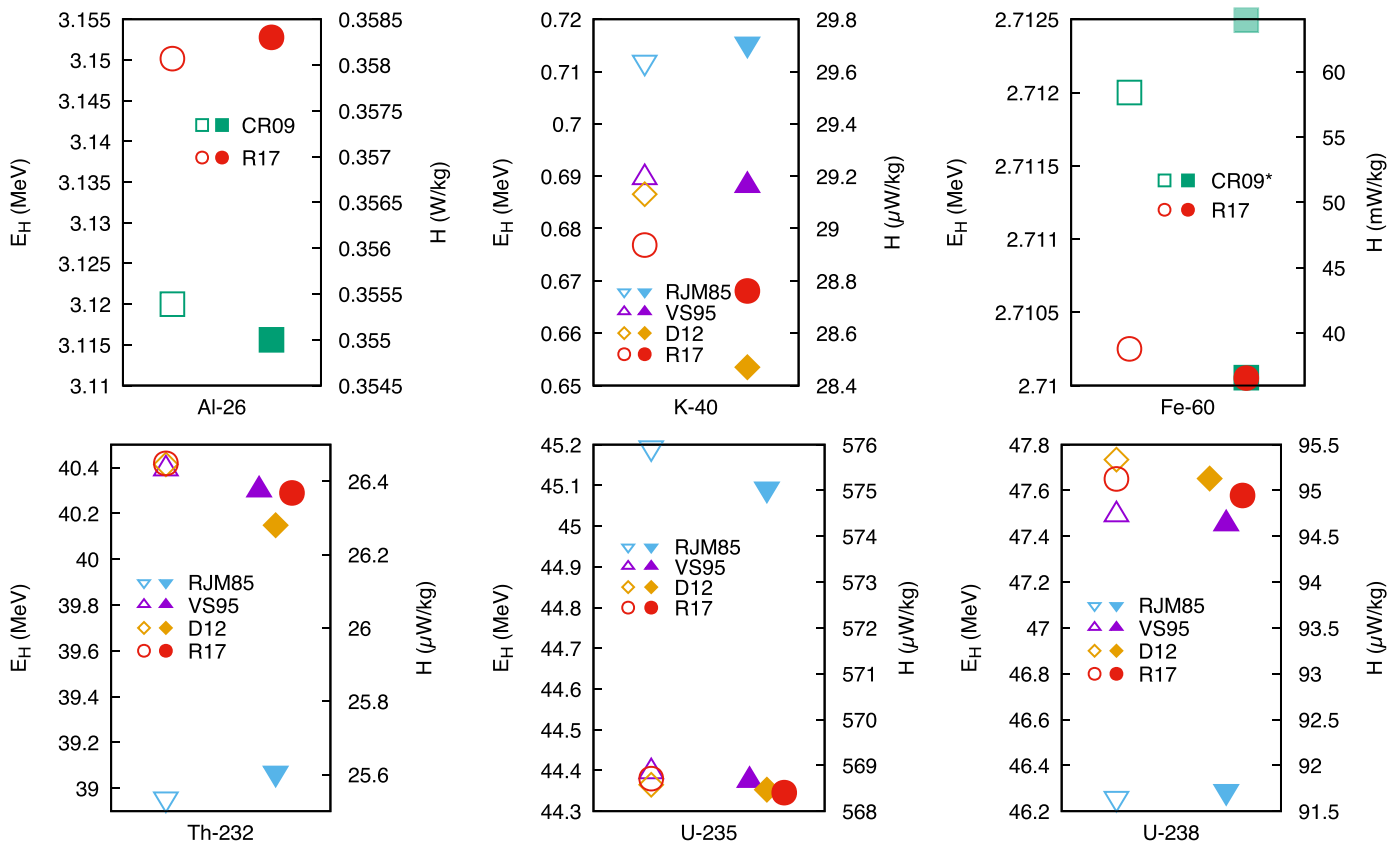 3.155
3.15
3.145
3.14
3.135
3.13
3.125
3.12
3.115
3.11
E_H (MeV)
0.3585
0.358
0.3575
0.357
0.3565
0.356
0.3555
0.355
0.3545
H (W/kg)
CR09
R17
Al-26
0.72
0.71
0.7
0.69
0.68
0.67
0.66
0.65
E_H (MeV)
29.8
29.6
29.4
29.2
29
28.8
28.6
28.4
H (μW/kg)
RJM85
VS95
D12
R17
K-40
2.7125
2.712
2.7115
2.711
2.7105
2.71
E_H (MeV)
60
55
50
45
40
H (mW/kg)
CR09*
R17
Fe-60
40.4
40.2
40
39.8
39.6
39.4
39.2
39
E_H (MeV)
26.4
26.2
26
25.8
25.6
H (μW/kg)
RJM85
VS95
D12
R17
Th-232
45.2
45.1
45
44.9
44.8
44.7
44.6
44.5
44.4
44.3
E_H (MeV)
576
575
574
573
572
571
570
569
568
H (μW/kg)
RJM85
VS95
D12
R17
U-235
47.8
47.6
47.4
47.2
47
46.8
46.6
46.4
46.2
E_H (MeV)
95.5
95
94.5
94
93.5
93
92.5
92
91.5
H (μW/kg)
RJM85
VS95
D12
R17
U-238